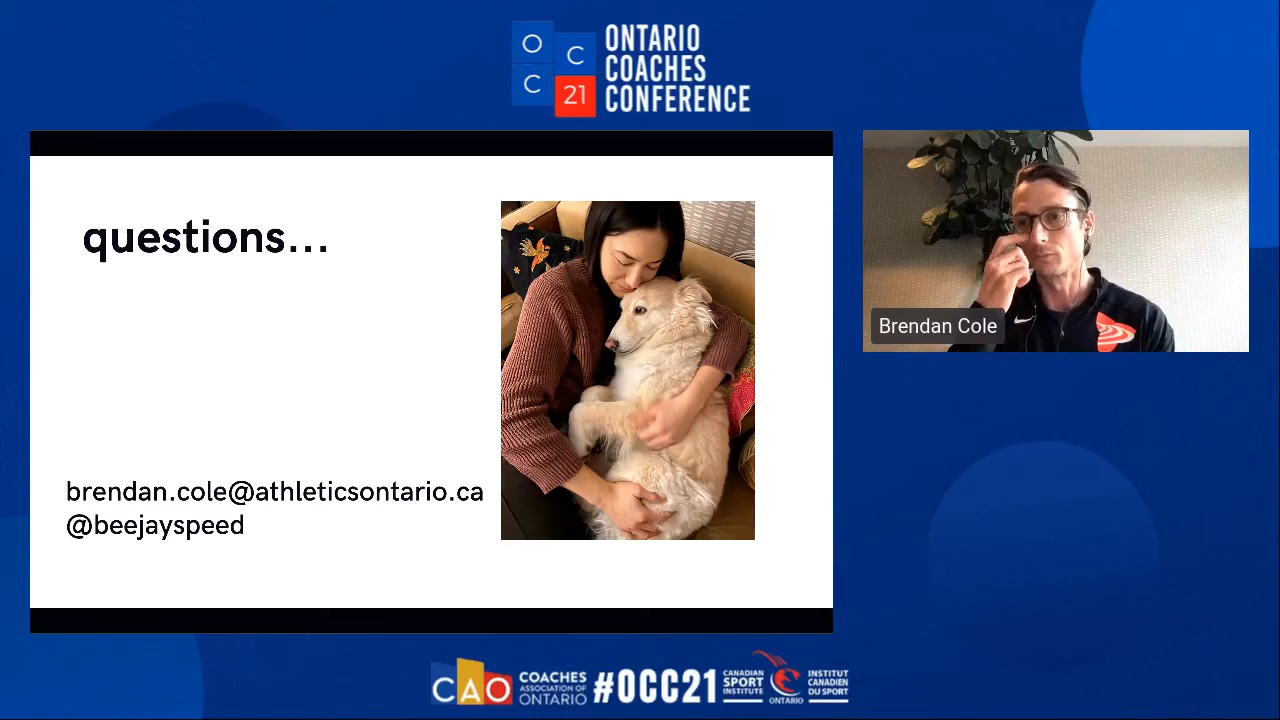 O
C
C
21
ONTARIO
COACHES
CONFERENCE
questions...
brendan.cole@athleticsontario.ca
@beejayspeed
Brendan Cole
CAO
COACHES
ASSOCIATION OF
ONTARIO
#OCC21
CANADIAN
SPORT
INSTITUTE
ONTARIO
INSTITUT
CANADIEN
DU SPORT